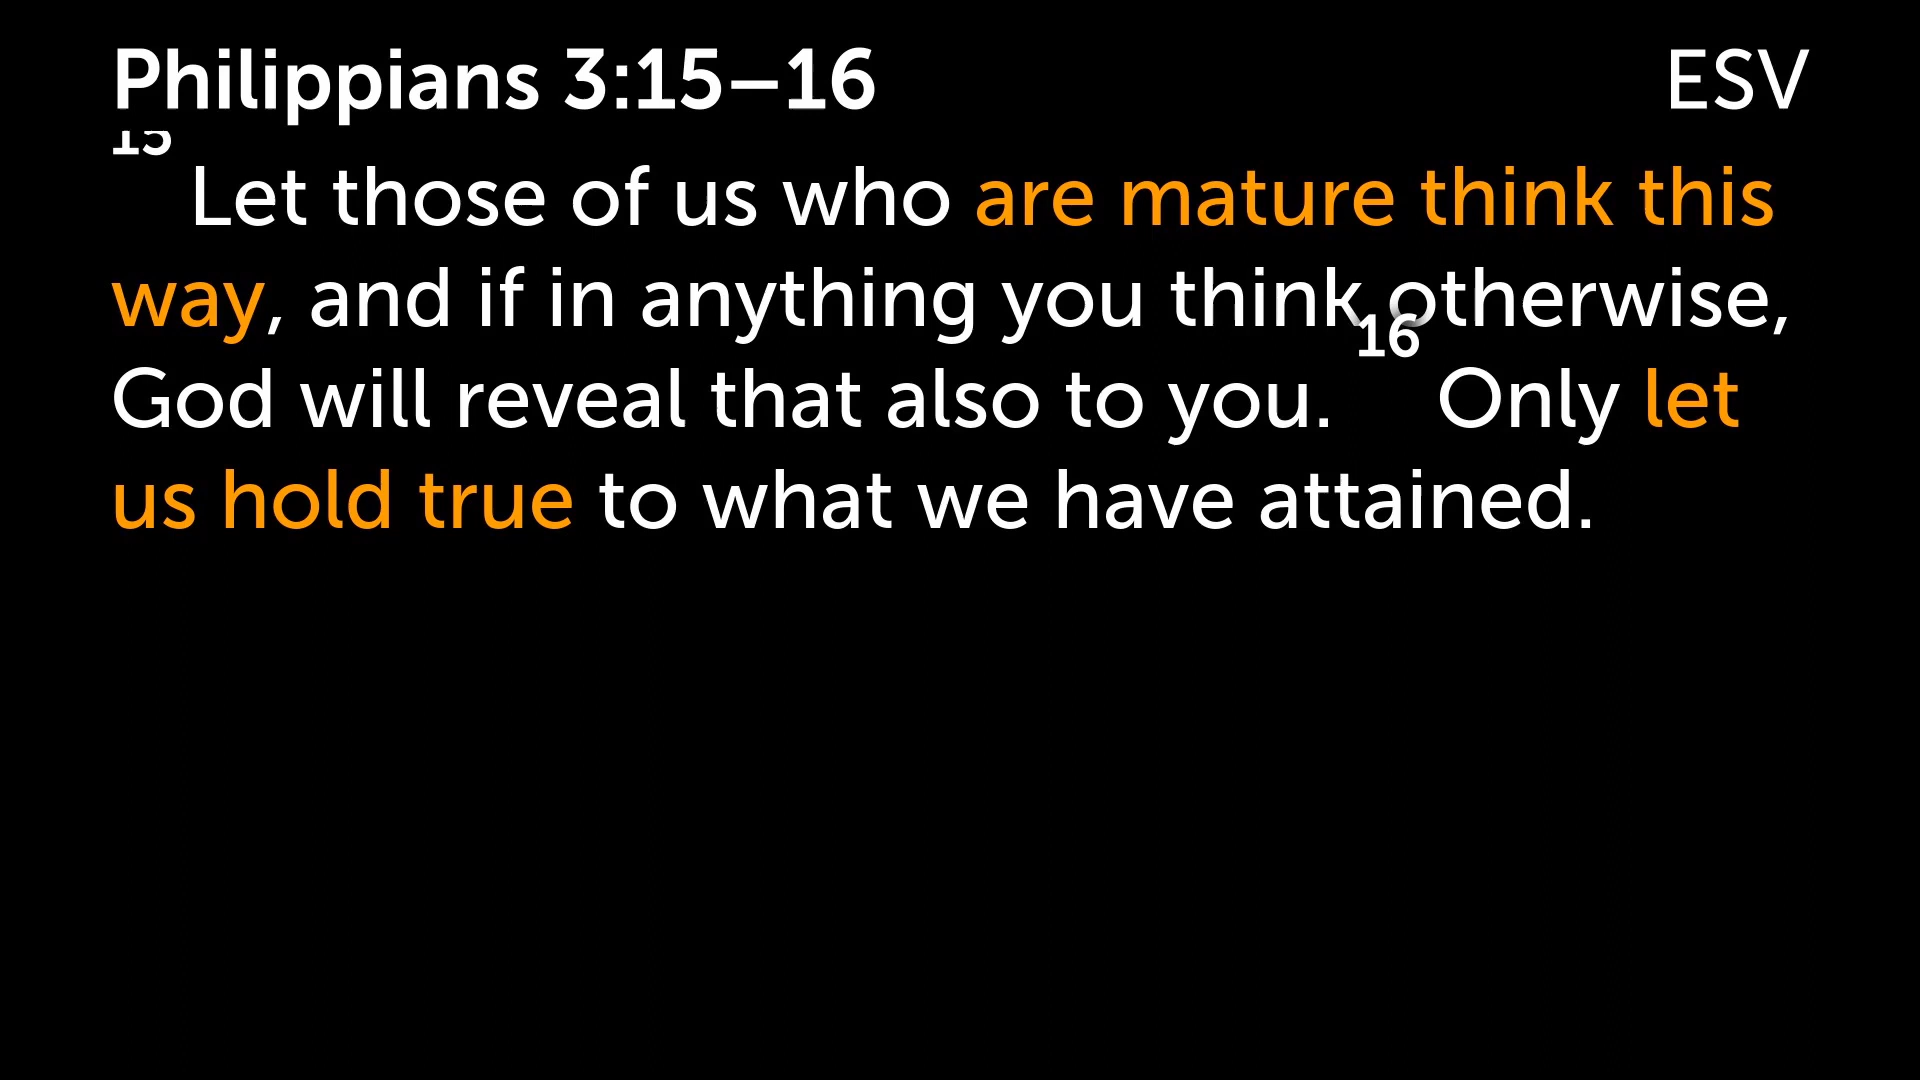 Philippians 3:15–16 ESV
15 Let those of us who are mature think this
way, and if in anything you think otherwise,
God will reveal that also to you. 16 Only let
us hold true to what we have attained.